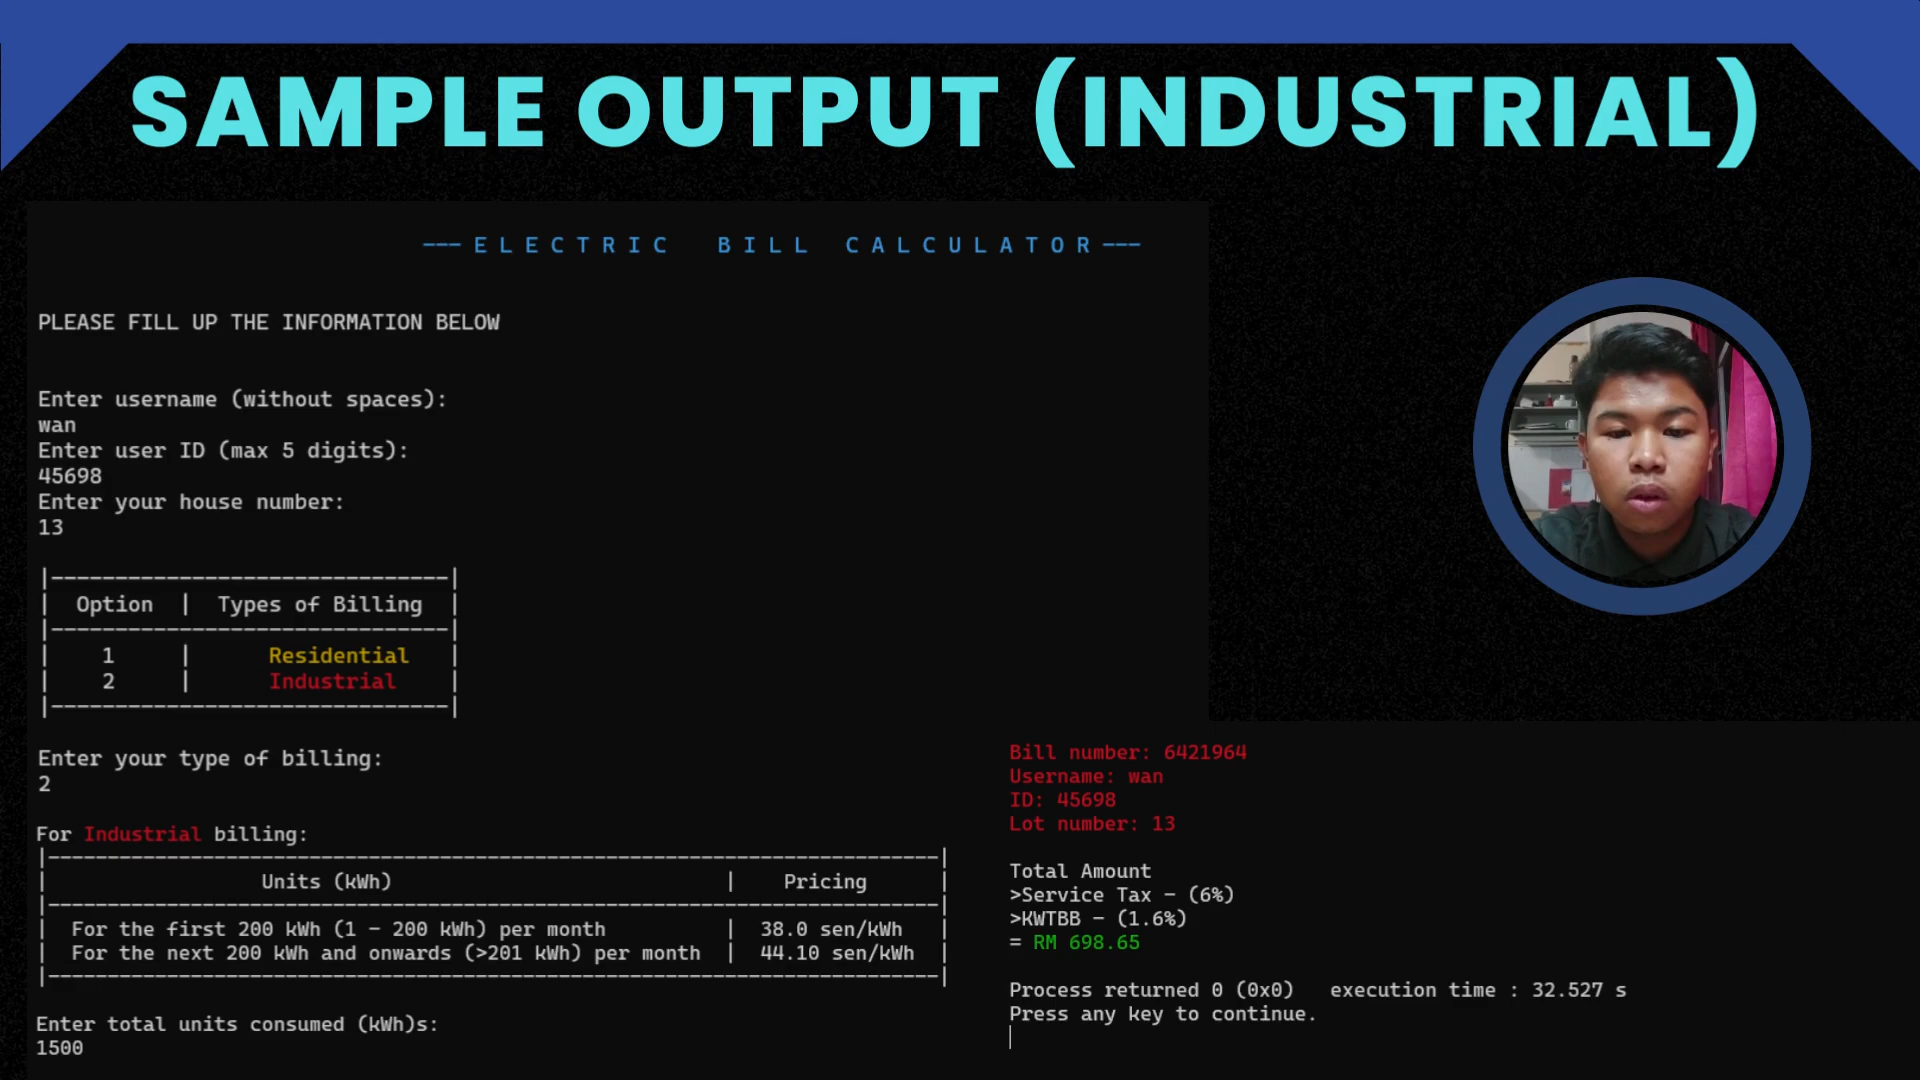 SAMPLE OUTPUT (INDUSTRIAL)
---ELECTRIC BILL CALCULATOR---
PLEASE FILL UP THE INFORMATION BELOW
Enter username (without spaces):
wan
Enter user ID (max 5 digits):
45698
Enter your house number:
13
|-------------------------------|
| Option | Types of Billing |
|-------------------------------|
| 1 | Residential |
| 2 | Industrial |
|-------------------------------|
Enter your type of billing:
2
For Industrial billing:
|---------------------------------------------------------------------------|
| Units (kWh) | Pricing |
|---------------------------------------------------------------------------|
| For the first 200 kWh (1 - 200 kWh) per month | 38.0 sen/kWh |
| For the next 200 kWh and onwards (>201 kWh) per month | 44.10 sen/kWh |
|---------------------------------------------------------------------------|
Enter total units consumed (kWh)s:
1500
Bill number: 6421964
Username: wan
ID: 45698
Lot number: 13
Total Amount
>Service Tax - (6%)
>KWTBB - (1.6%)
= RM 698.65
Process returned 0 (0x0) execution time : 32.527 s
Press any key to continue.